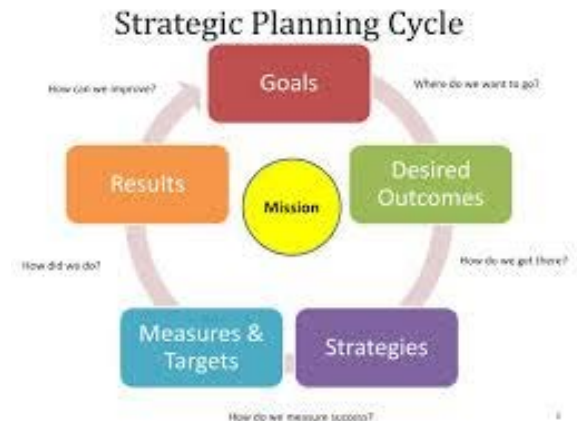 Strategic Planning Cycle
Goals
How can we improve?
Where do we want to go?
Results
Desired
Outcomes
Mission
How did we do?
How do we get there?
Measures &
Targets
Strategies
How do we measure success?